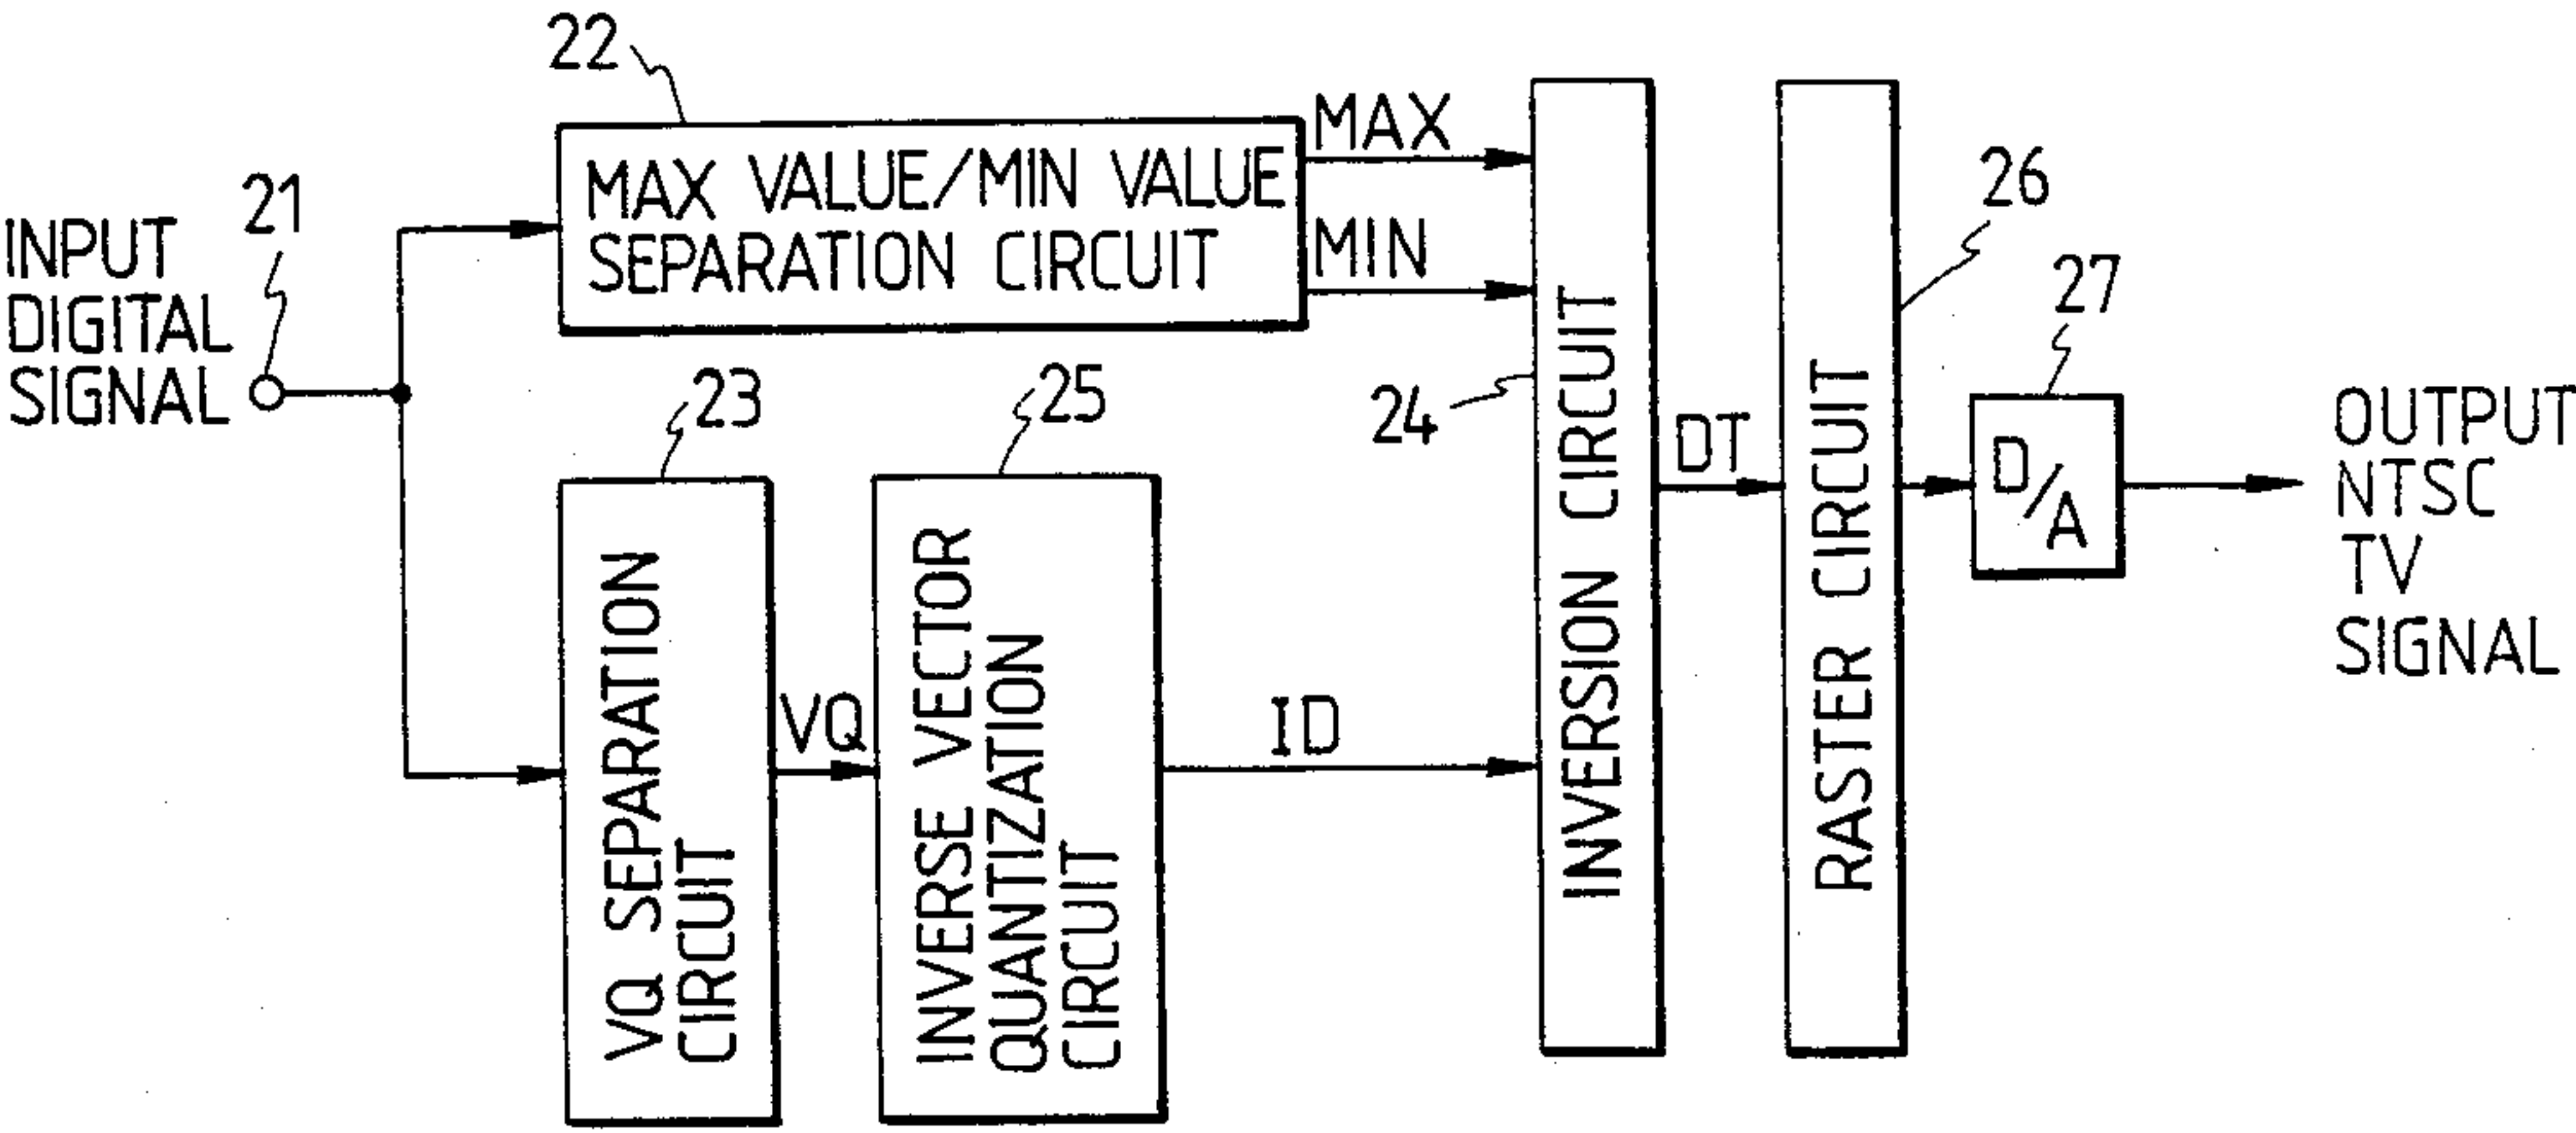 INPUT
DIGITAL
SIGNAL
21
22
MAX VALUE/MIN VALUE
SEPARATION CIRCUIT
MAX
MIN
23
VQ SEPARATION
CIRCUIT
VQ
25
INVERSE VECTOR
QUANTIZATION
CIRCUIT
ID
24
INVERSION CIRCUIT
DT
26
RASTER CIRCUIT
27
D/A
OUTPUT
NTSC
TV
SIGNAL